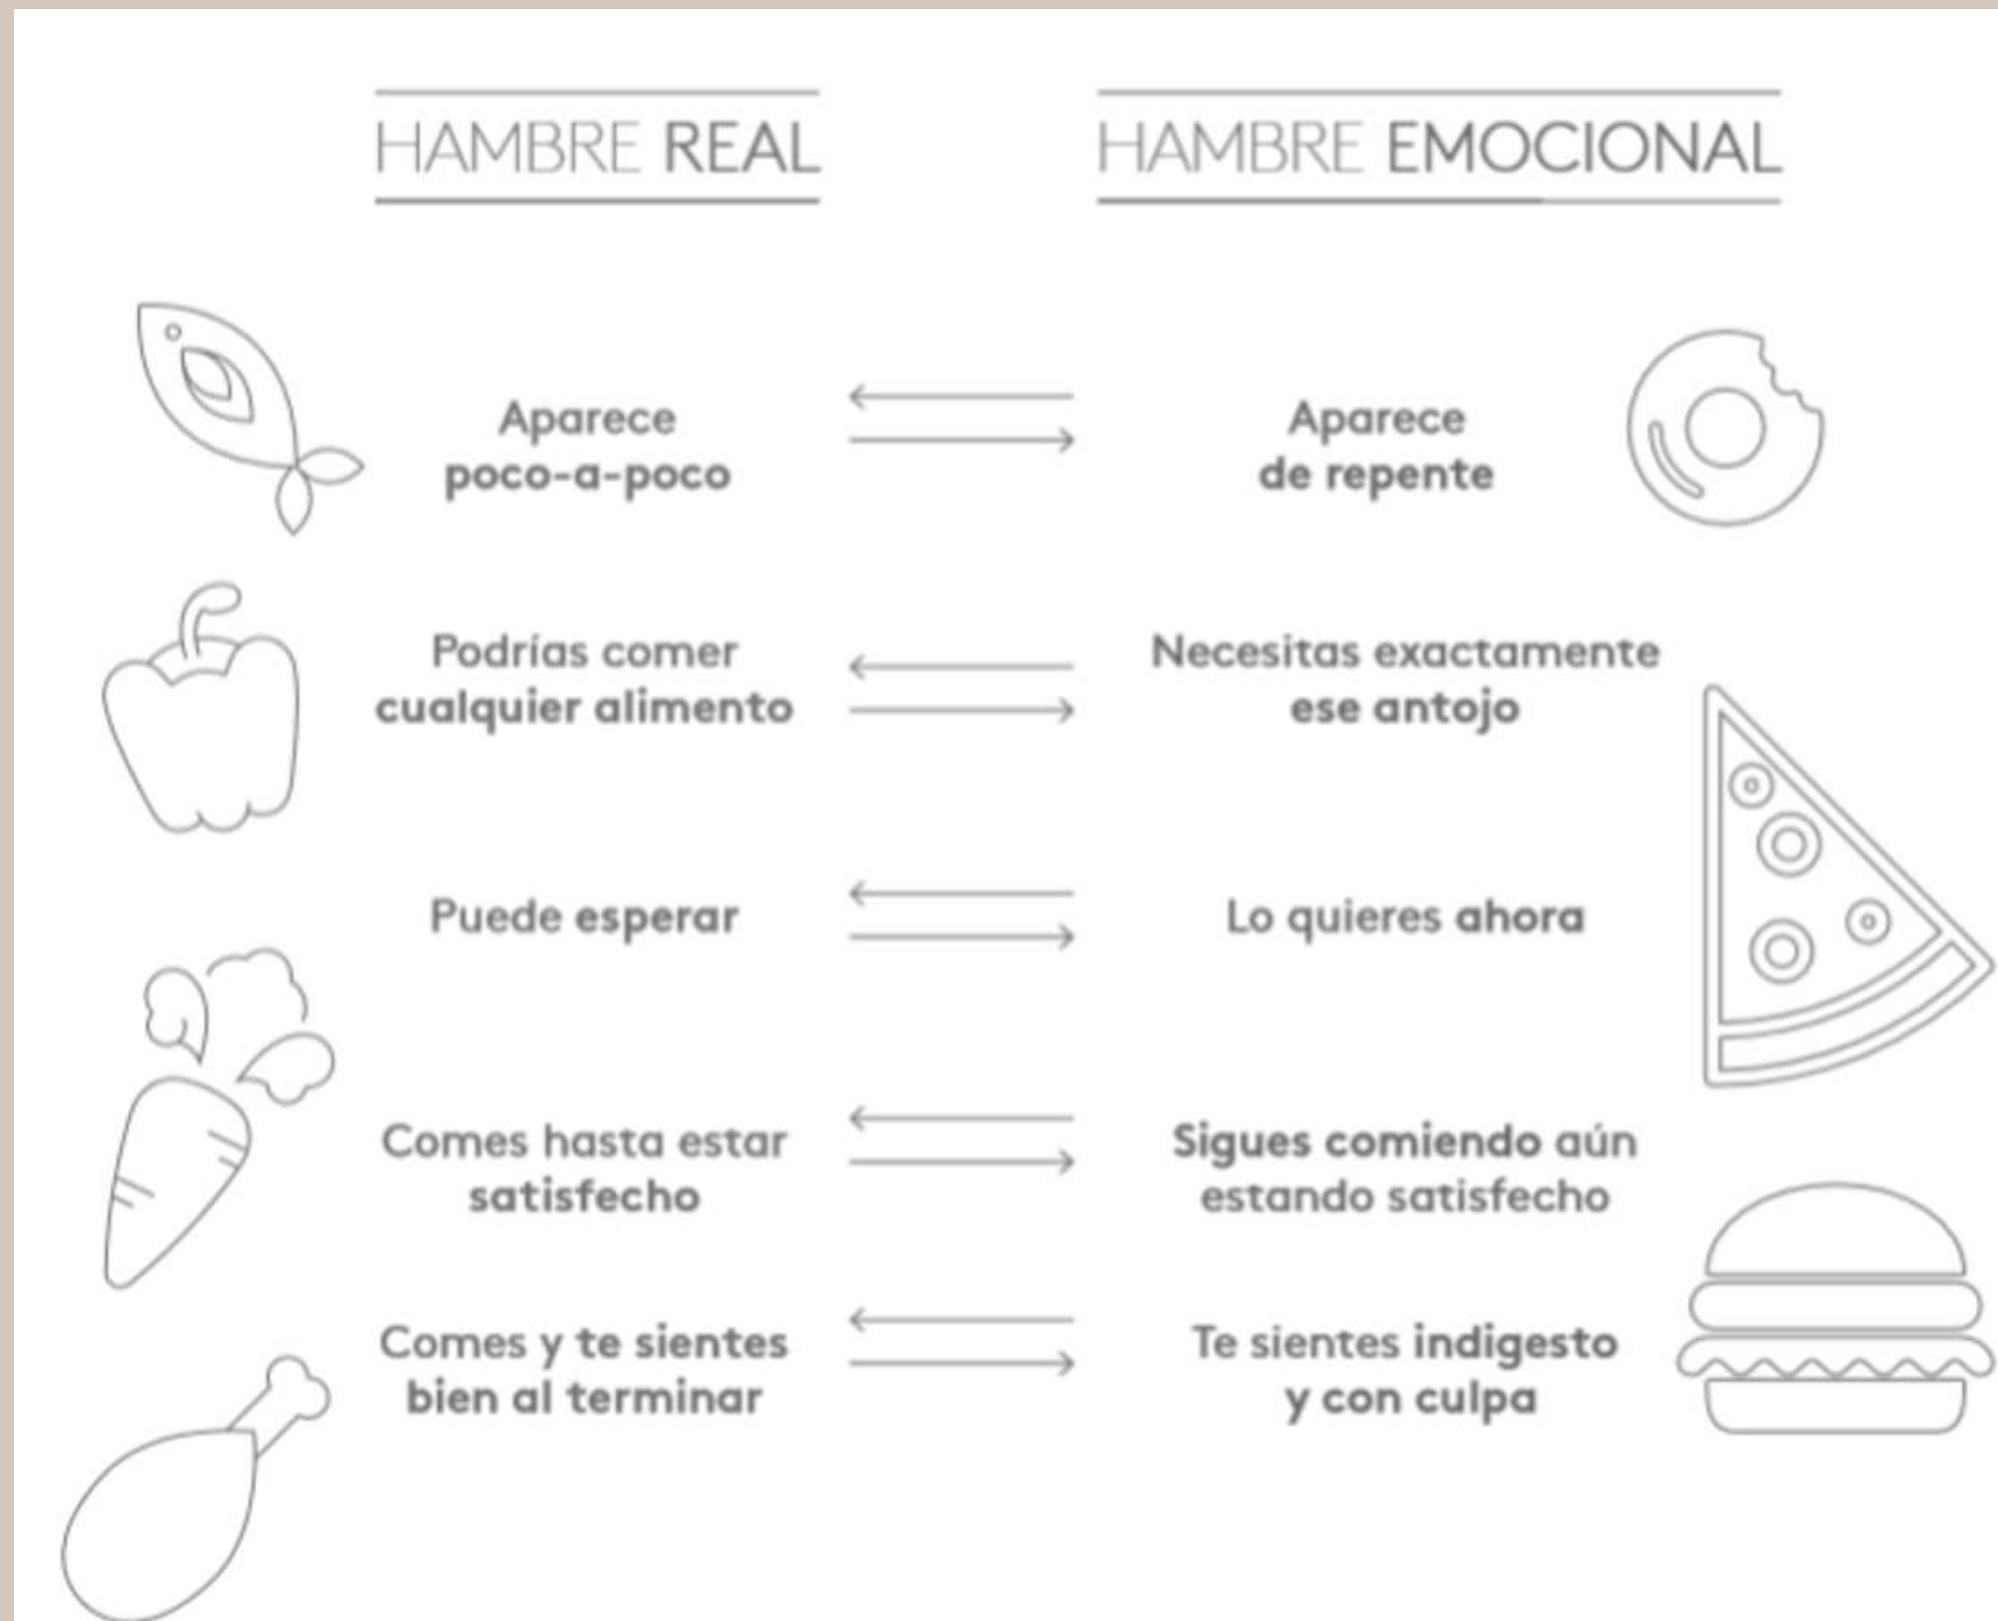 HAMBRE REAL
HAMBRE EMOCIONAL
Aparece
poco-a-poco
Aparece
de repente
Podrías comer
cualquier alimento
Necesitas exactamente
ese antojo
Puede esperar
Lo quieres ahora
Comes hasta estar
satisfecho
Sigues comiendo aún
estando satisfecho
Comes y te sientes
bien al terminar
Te sientes indigesto
y con culpa